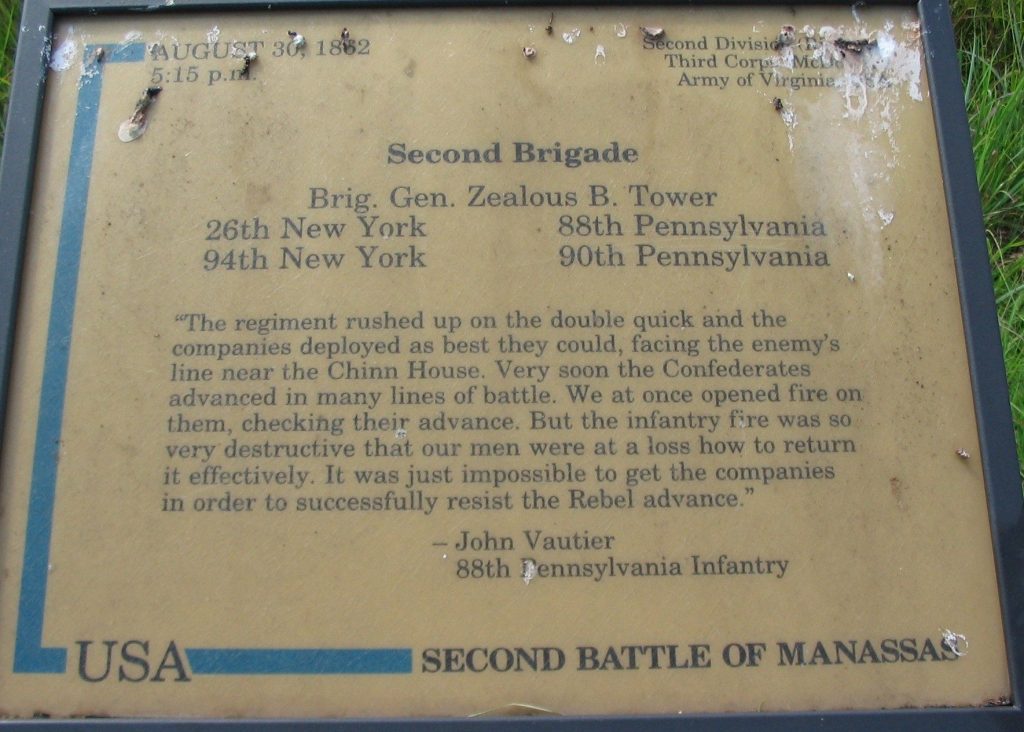 AUGUST 30, 1862
5:15 p.m.
Second Division
Third Corps
Army of Virginia
Second Brigade
Brig. Gen. Zealous B. Tower
26th New York 88th Pennsylvania
94th New York 90th Pennsylvania
“The regiment rushed up on the double quick and the
companies deployed as best they could, facing the enemy’s
line near the Chinn House. Very soon the Confederates
advanced in many lines of battle. We at once opened fire on
them, checking their advance. But the infantry fire was so
very destructive that our men were at a loss how to return
it effectively. It was just impossible to get the companies
in order to successfully resist the Rebel advance.”
– John Vautier
88th Pennsylvania Infantry
USA SECOND BATTLE OF MANASSAS